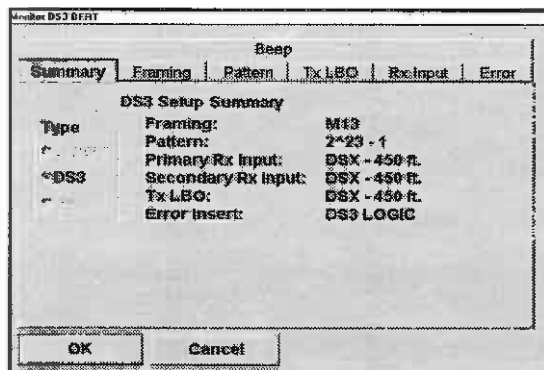 Monitor DS3 BERT
Beep
Summary Framing Pattern Tx LBO Rx Input Error
DS3 Setup Summary
Type
DS3
Framing: M13
Pattern: 2^23 - 1
Primary Rx Input: DSX - 450 ft.
Secondary Rx Input: DSX - 450 ft.
Tx LBO: DSX - 450 ft.
Error Insert: DS3 LOGIC
OK Cancel